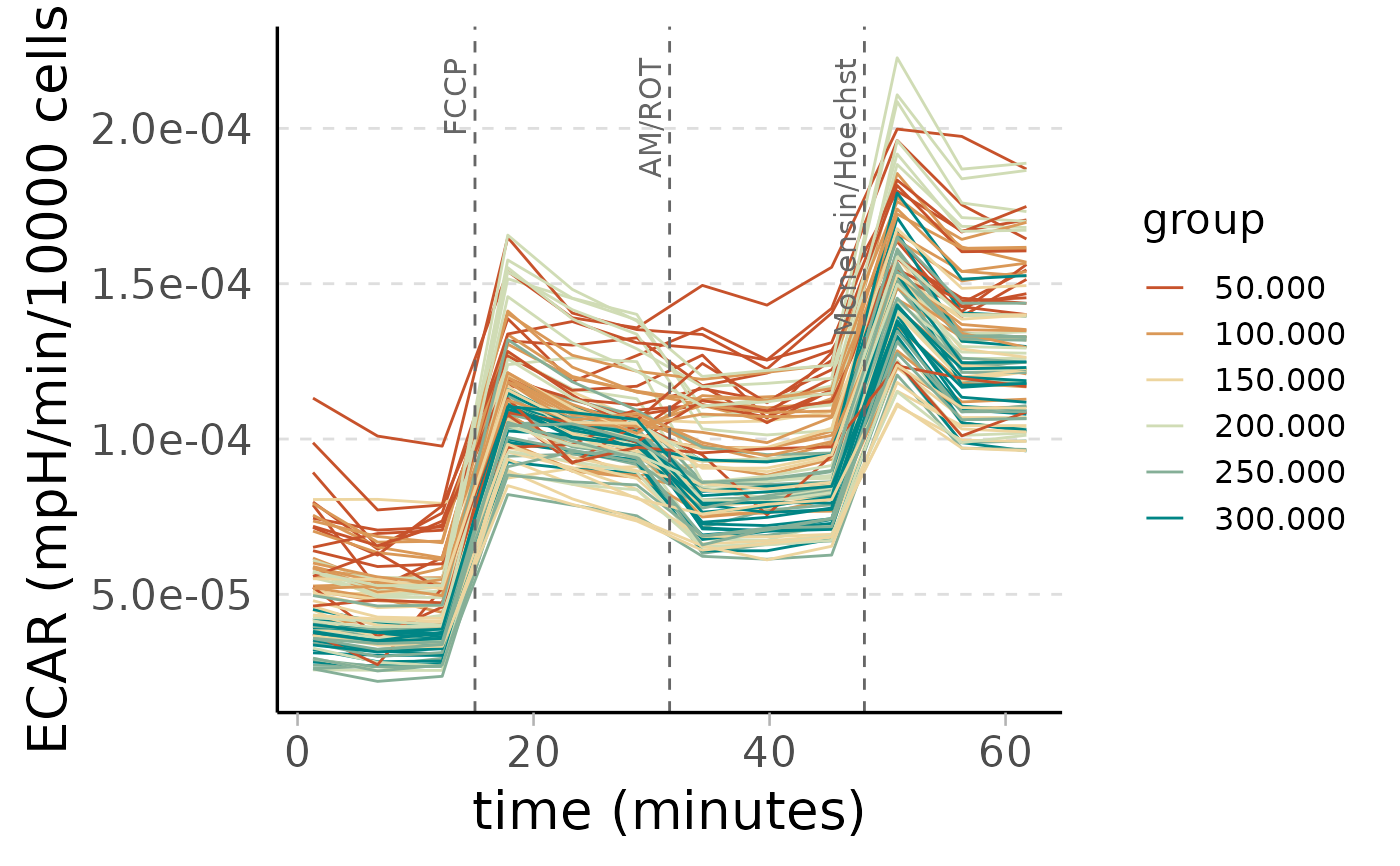 ECAR (mpH/min/10000 cells
2.0e-04
1.5e-04
1.0e-04
5.0e-05
FCCP
AM/ROT
Monensin/Hoechst
0 20 40 60
time (minutes)
group
50.000
100.000
150.000
200.000
250.000
300.000